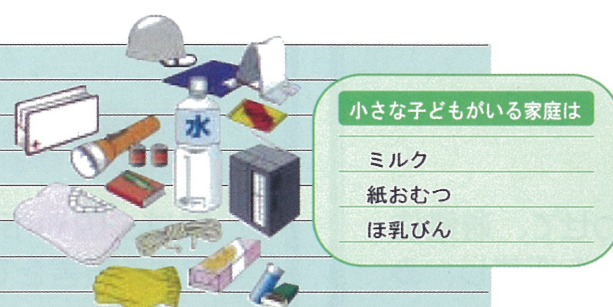 水
小さな子どもがいる家庭は
ミルク
紙おむつ
ほ乳びん